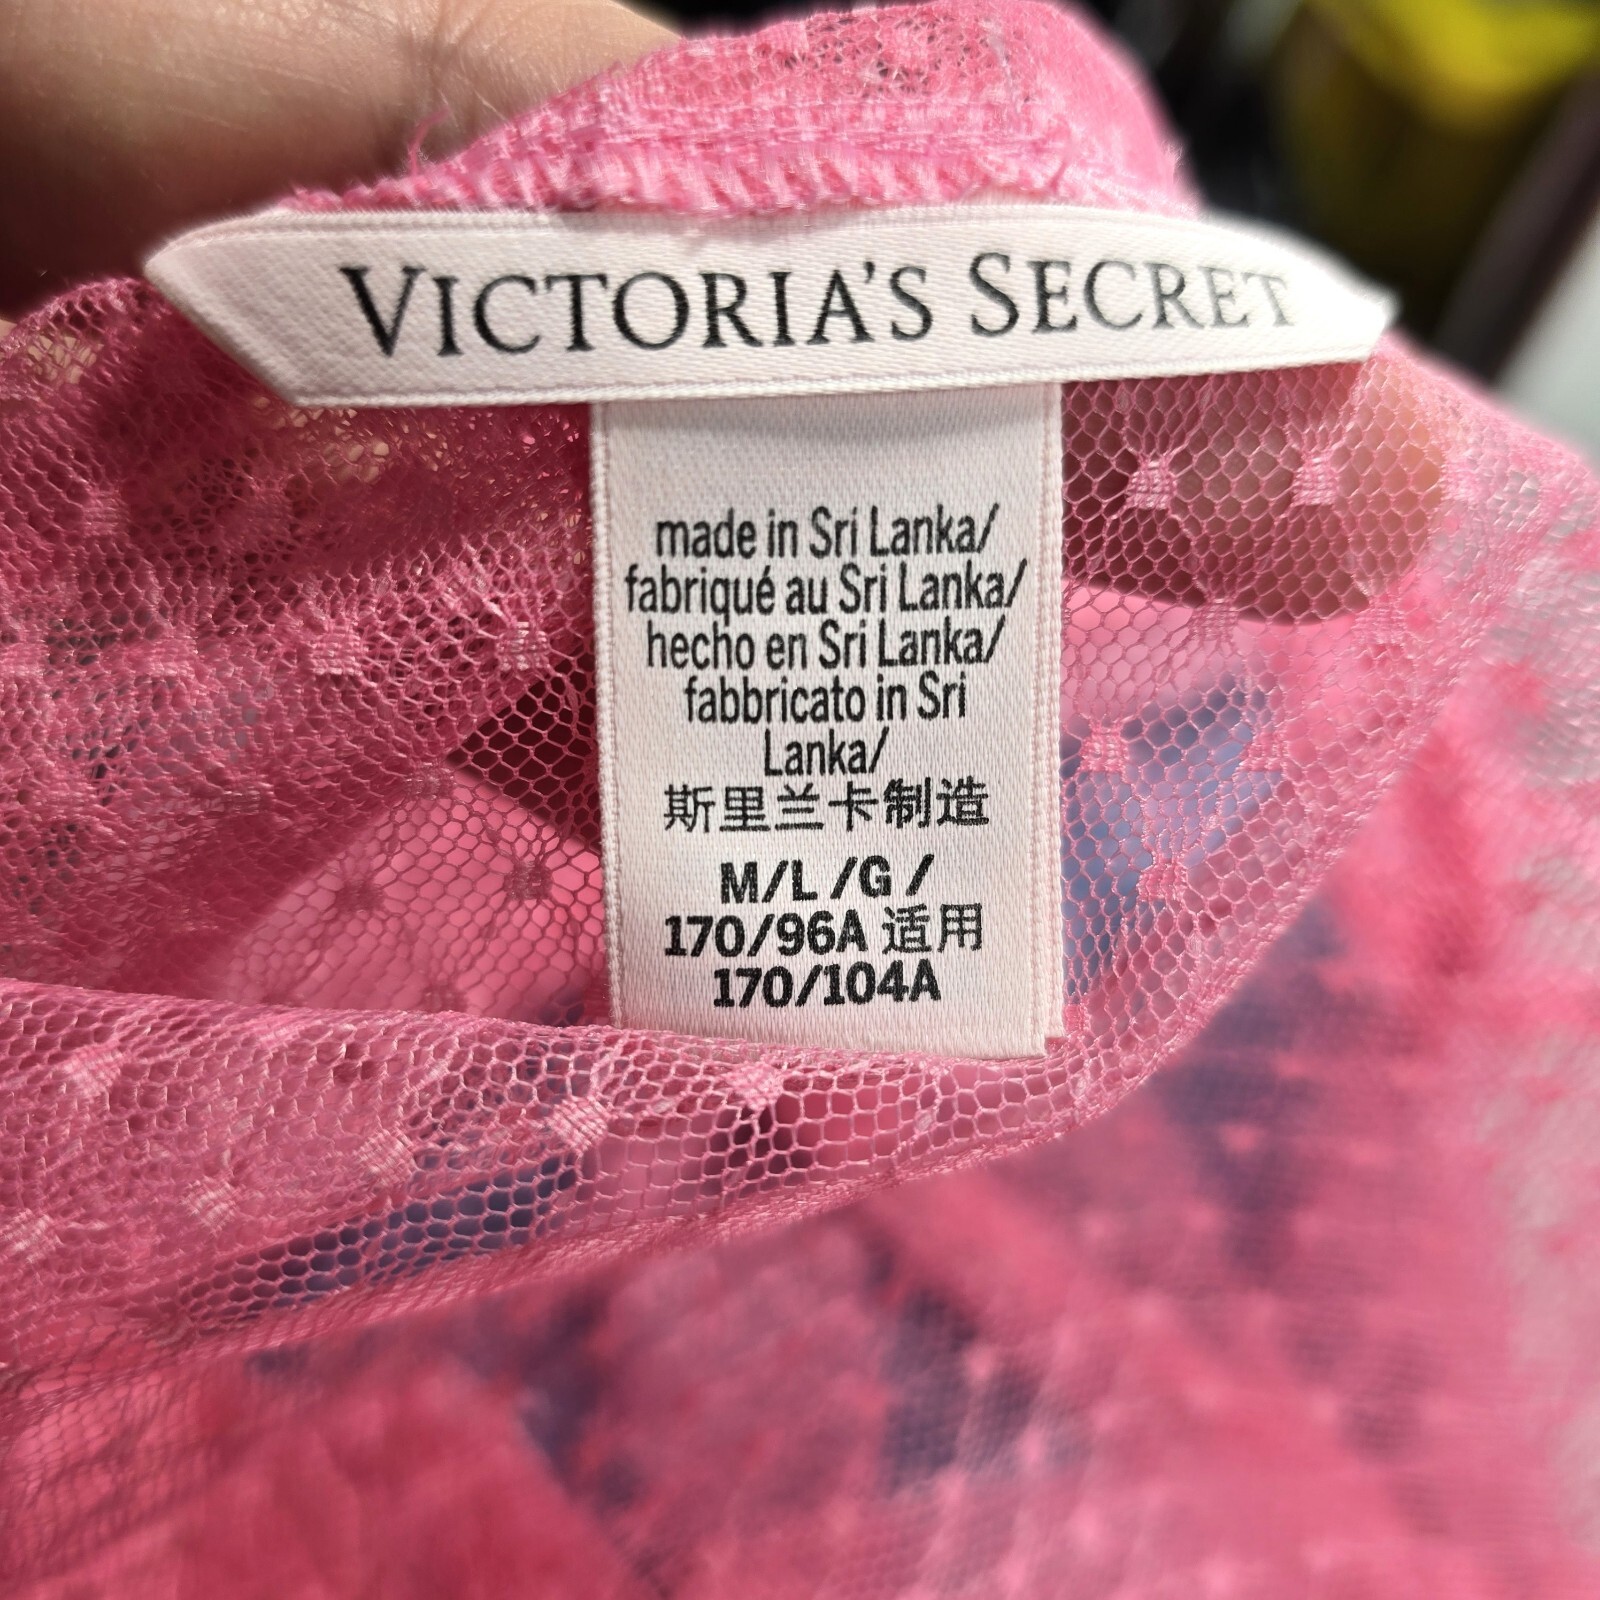 VICTORIA'S SECRET
made in Sri Lanka/
fabriqué au Sri Lanka/
hecho en Sri Lanka/
fabbricato in Sri
Lanka/
斯里兰卡制造
M/L /G /
170/96A 适用
170/104A